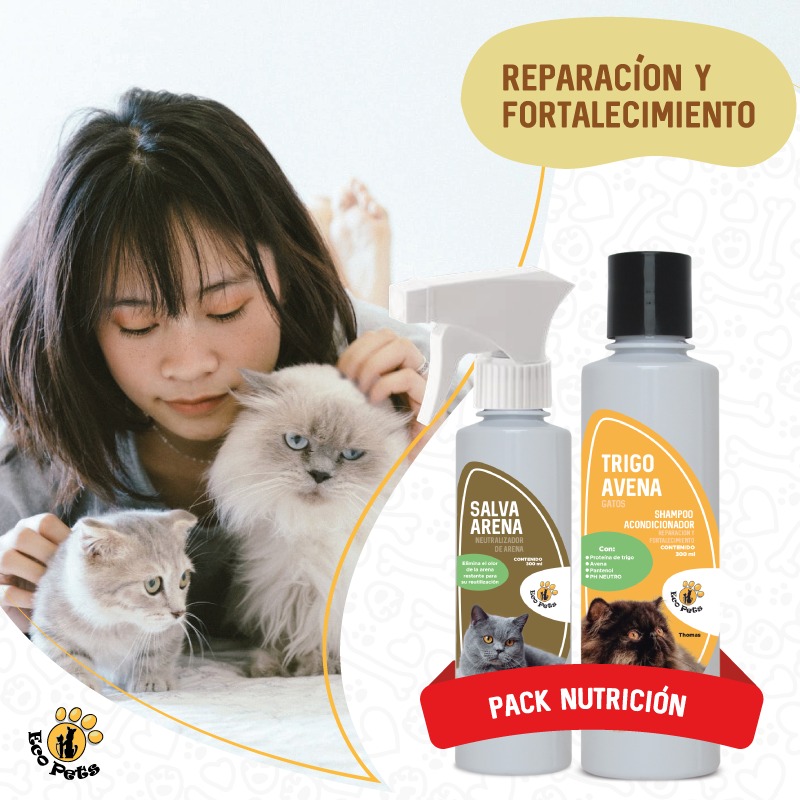 REPARACÍON Y
FORTALECIMIENTO
SALVA
ARENA
NEUTRALIZADOR
DE ARENA
CONTENIDO
300 ml
Elimina el olor
de la arena
restante para
su reutilización
Eco Pets
TRIGO
AVENA
GATOS
SHAMPOO
ACONDICIONADOR
REPARACIÓN Y
FORTALECIMIENTO
CONTENIDO
300 ml
Con:
Proteína de trigo
Avena
Pantenol
PH NEUTRO
Eco Pets
Thomas
PACK NUTRICIÓN
Eco Pets